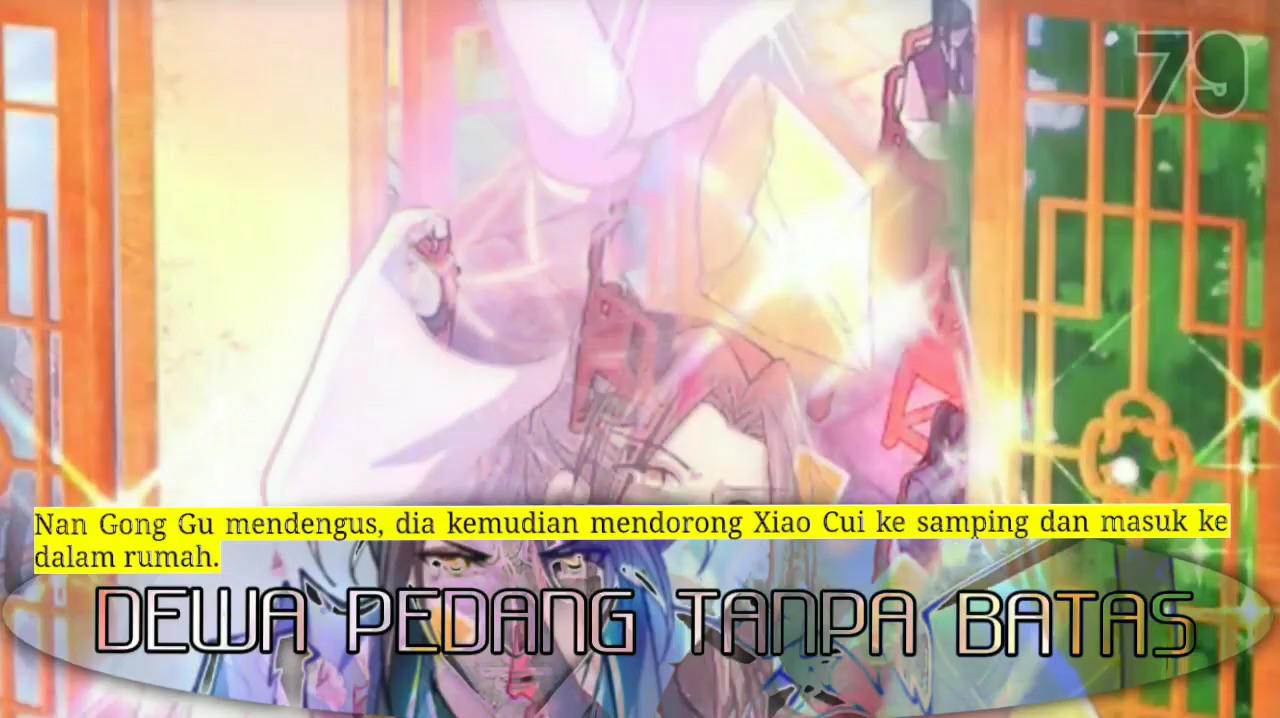 79
Nan Gong Gu mendengus, dia kemudian mendorong Xiao Cui ke samping dan masuk ke
dalam rumah.
DEWA PEDANG TANPA BATAS